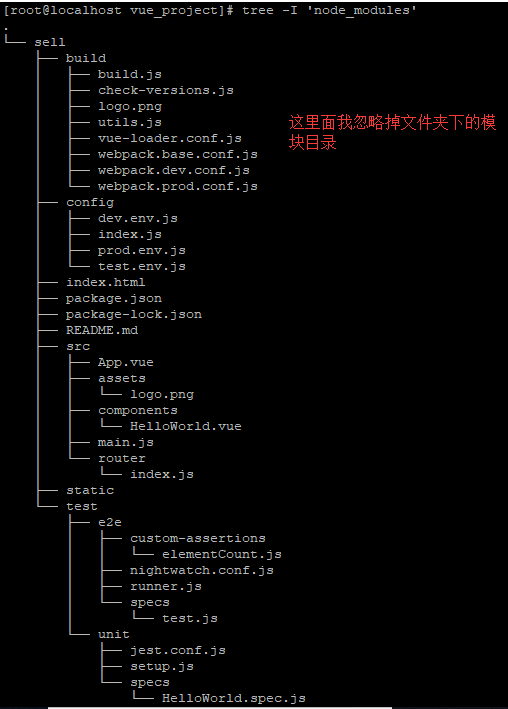 [root@localhost vue_project]# tree -I 'node_modules'
.
└── sell
    ├── build
    │   ├── build.js
    │   ├── check-versions.js
    │   ├── logo.png
    │   ├── utils.js
    │   ├── vue-loader.conf.js
    │   ├── webpack.base.conf.js
    │   ├── webpack.dev.conf.js
    │   └── webpack.prod.conf.js
这里面我忽略掉文件夹下的模
块目录
    ├── config
    │   ├── dev.env.js
    │   ├── index.js
    │   ├── prod.env.js
    │   └── test.env.js
    ├── index.html
    ├── package.json
    ├── package-lock.json
    ├── README.md
    ├── src
    │   ├── App.vue
    │   ├── assets
    │   │   └── logo.png
    │   ├── components
    │   │   └── HelloWorld.vue
    │   ├── main.js
    │   └── router
    │       └── index.js
    ├── static
    └── test
        ├── e2e
        │   ├── custom-assertions
        │   │   └── elementCount.js
        │   ├── nightwatch.conf.js
        │   ├── runner.js
        │   └── specs
        │       └── test.js
        └── unit
            ├── jest.conf.js
            ├── setup.js
            └── specs
                └── HelloWorld.spec.js